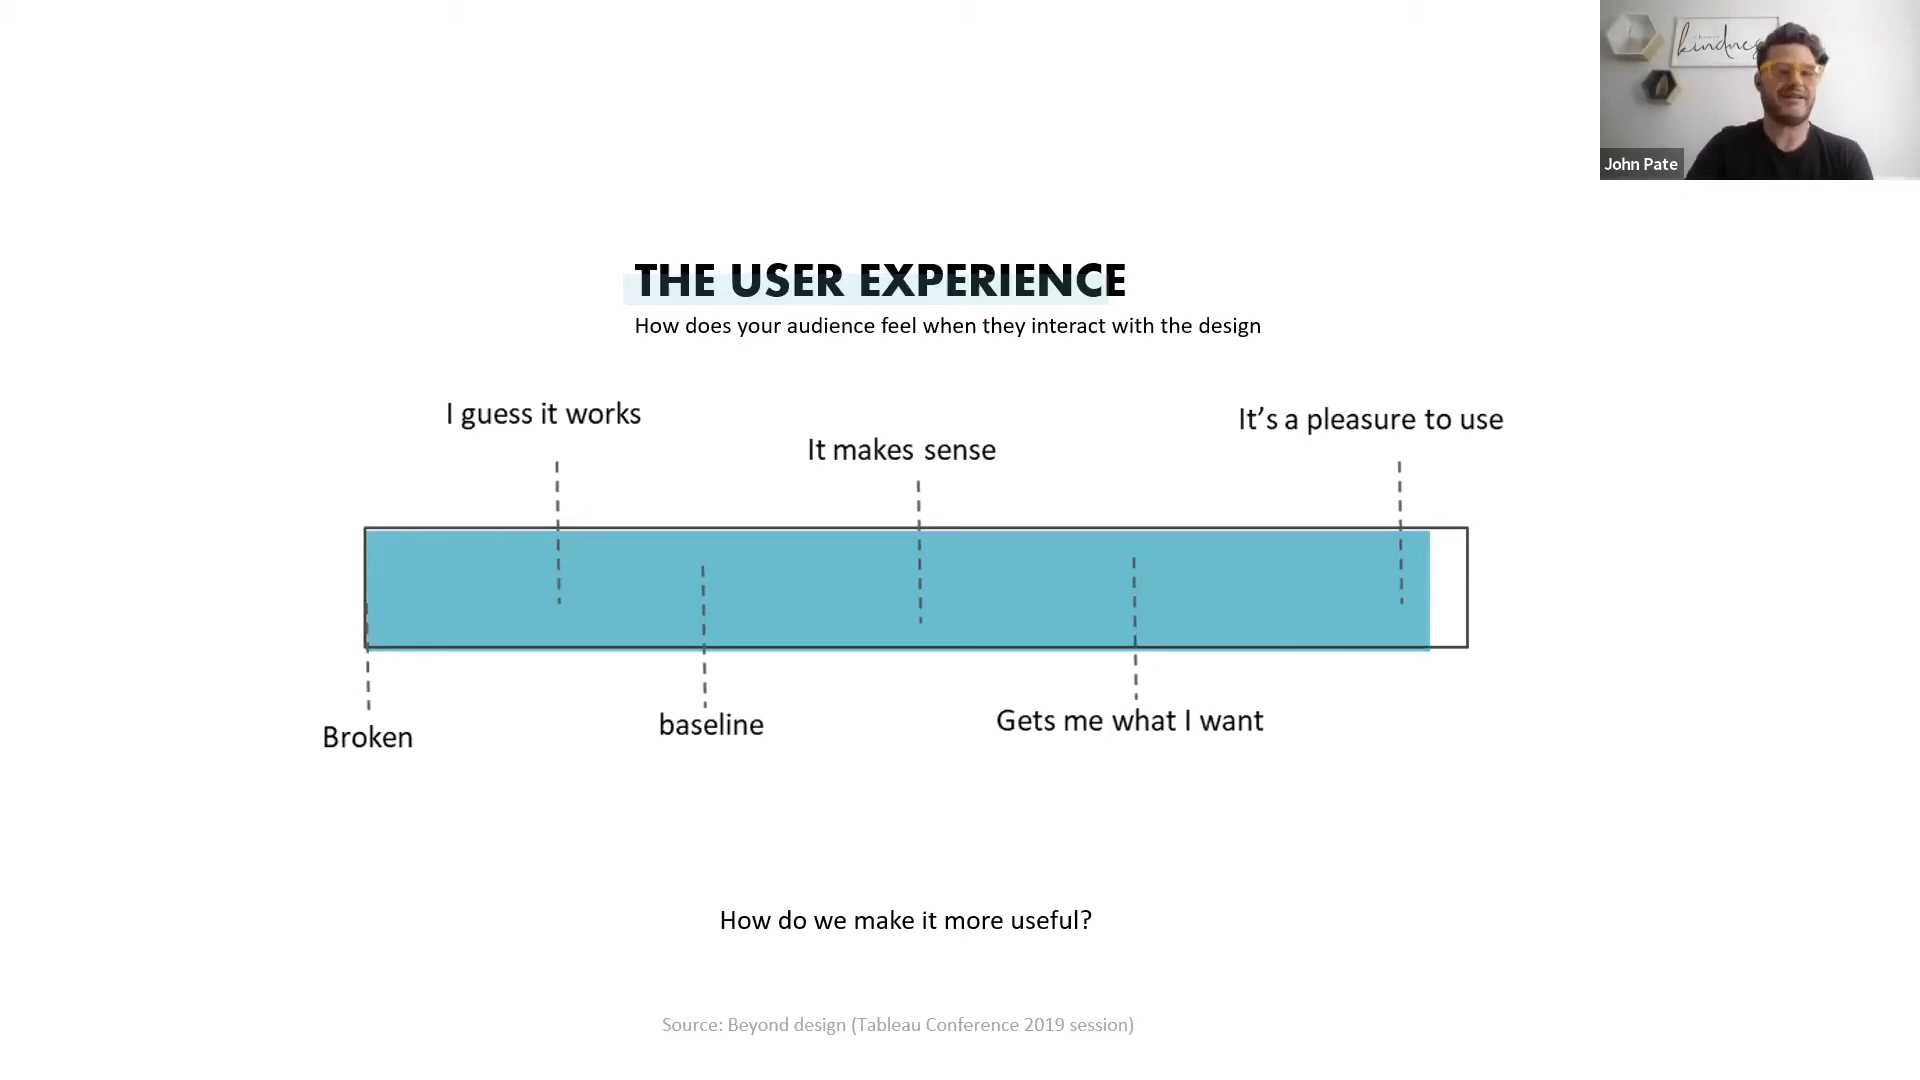 kindness
John Pate
THE USER EXPERIENCE
How does your audience feel when they interact with the design
I guess it works
It makes sense
It's a pleasure to use
Broken
baseline
Gets me what I want
How do we make it more useful?
Source: Beyond design (Tableau Conference 2019 session)